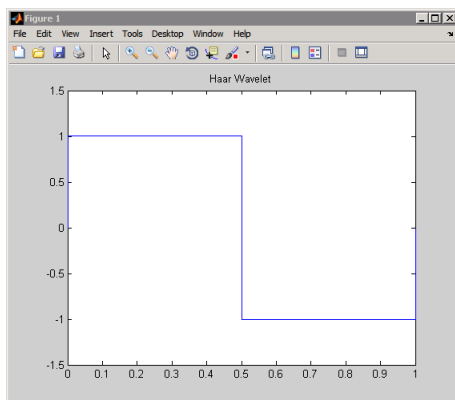 Figure 1
File Edit View Insert Tools Desktop Window Help
Haar Wavelet
1.5
1
0.5
0
-0.5
-1
-1.5
0 0.1 0.2 0.3 0.4 0.5 0.6 0.7 0.8 0.9 1